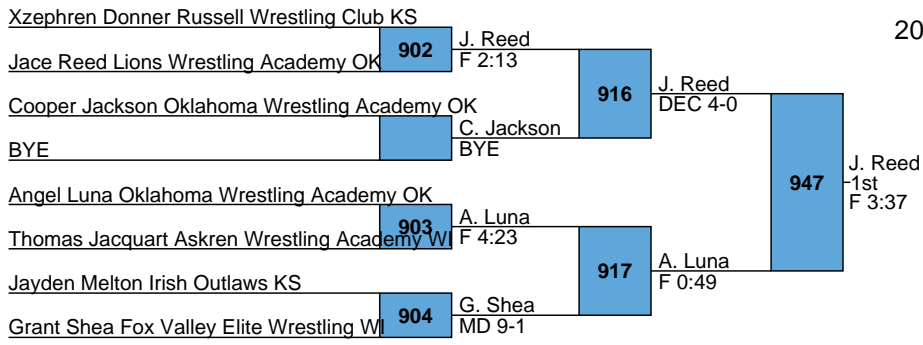 Xzephren Donner Russell Wrestling Club KS
902
J. Reed
F 2:13
Jace Reed Lions Wrestling Academy OK
20
916
J. Reed
DEC 4-0
Cooper Jackson Oklahoma Wrestling Academy OK
C. Jackson
BYE
BYE
947
J. Reed
1st
F 3:37
Angel Luna Oklahoma Wrestling Academy OK
903
A. Luna
F 4:23
Thomas Jacquart Askren Wrestling Academy WI
917
A. Luna
F 0:49
Jayden Melton Irish Outlaws KS
904
G. Shea
MD 9-1
Grant Shea Fox Valley Elite Wrestling WI